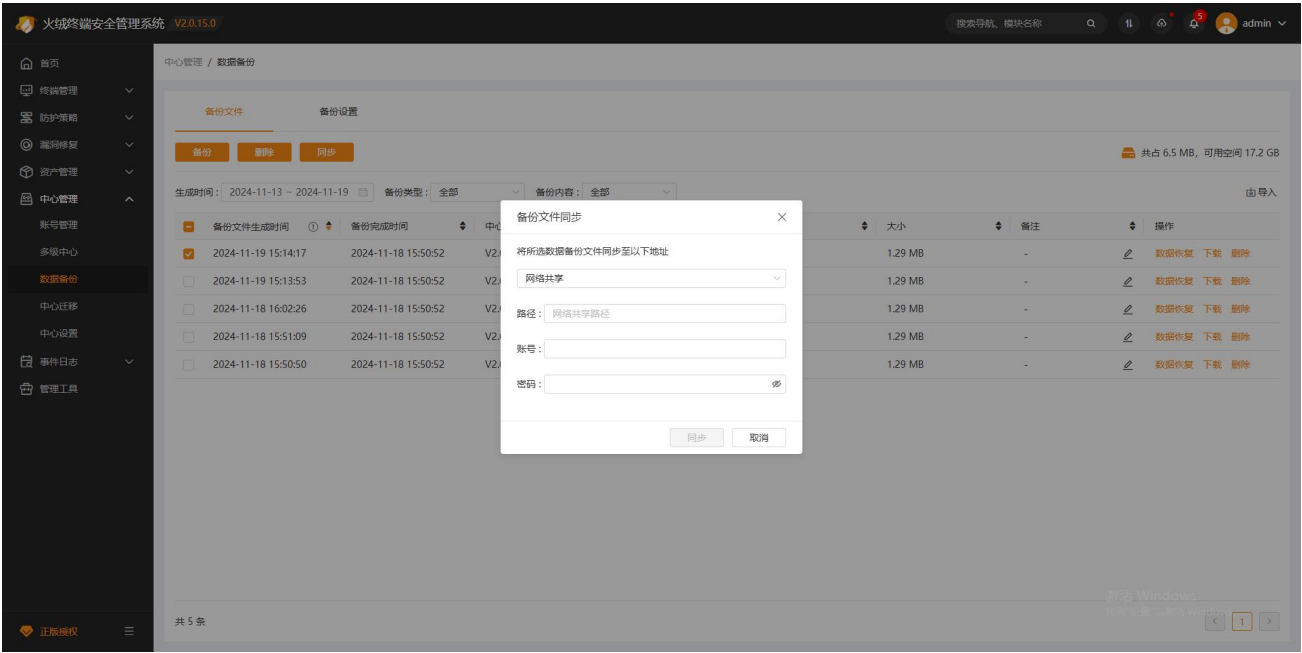 火绒终端安全管理系统 V2.0.15.0
搜索导航、模块名称
5
admin
首页
终端管理
防护策略
漏洞修复
资产管理
中心管理
账号管理
多级中心
数据备份
中心迁移
中心设置
事件日志
管理工具
正版授权
中心管理 / 数据备份
备份文件 备份设置
备份 删除 同步
共占 6.5 MB，可用空间 17.2 GB
生成时间： 2024-11-13 ~ 2024-11-19 备份类型： 全部 备份内容： 全部
导入
备份文件生成时间 备份完成时间 中心 大小 备注 操作
2024-11-19 15:14:17 2024-11-18 15:50:52 V2. 1.29 MB - 数据恢复 下载 删除
2024-11-19 15:13:53 2024-11-18 15:50:52 V2. 1.29 MB - 数据恢复 下载 删除
2024-11-18 16:02:26 2024-11-18 15:50:52 V2. 1.29 MB - 数据恢复 下载 删除
2024-11-18 15:51:09 2024-11-18 15:50:52 V2. 1.29 MB - 数据恢复 下载 删除
2024-11-18 15:50:50 2024-11-18 15:50:52 V2. 1.29 MB - 数据恢复 下载 删除
备份文件同步
将所选数据备份文件同步至以下地址
网络共享
路径： 网络共享路径
账号：
密码：
同步 取消
激活 Windows
共 5 条
1